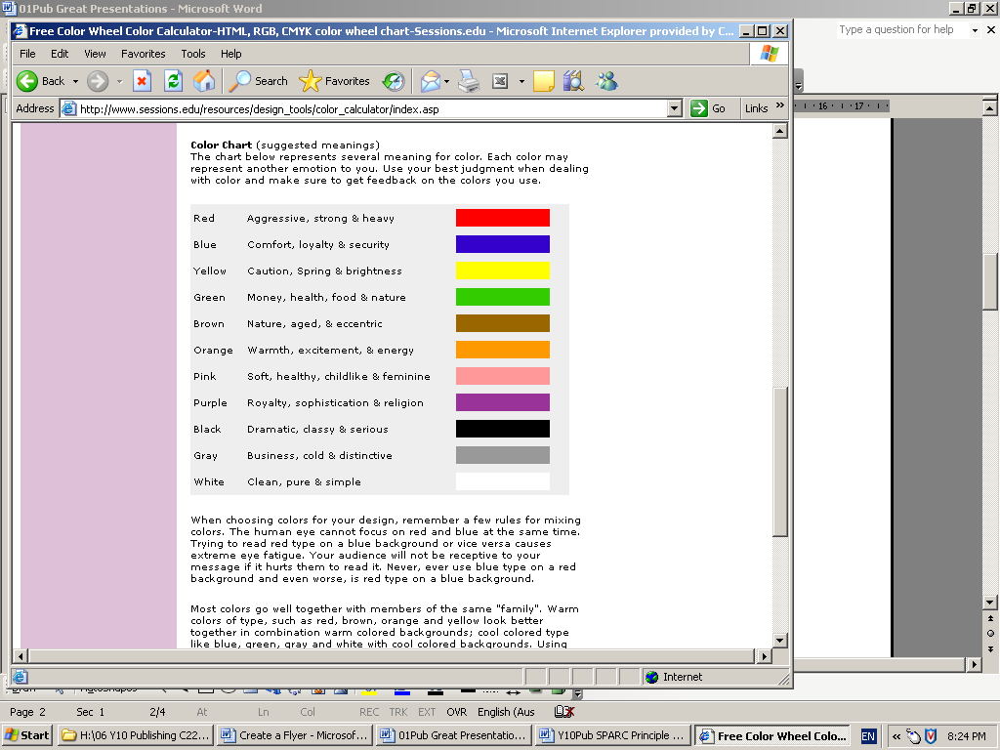 01Pub Great Presentations - Microsoft Word
Type a question for help
Free Color Wheel Color Calculator-HTML, RGB, CMYK color wheel chart-Sessions.edu - Microsoft Internet Explorer provided by C...
File Edit View Favorites Tools Help
Back Search Favorites
Address http://www.sessions.edu/resources/design_tools/color_calculator/index.asp Go Links »
16 17
Color Chart (suggested meanings)
The chart below represents several meaning for color. Each color may
represent another emotion to you. Use your best judgment when dealing
with color and make sure to get feedback on the colors you use.
Red Aggressive, strong & heavy
Blue Comfort, loyalty & security
Yellow Caution, Spring & brightness
Green Money, health, food & nature
Brown Nature, aged, & eccentric
Orange Warmth, excitement, & energy
Pink Soft, healthy, childlike & feminine
Purple Royalty, sophistication & religion
Black Dramatic, classy & serious
Gray Business, cold & distinctive
White Clean, pure & simple
When choosing colors for your design, remember a few rules for mixing
colors. The human eye cannot focus on red and blue at the same time.
Trying to read red type on a blue background or vice versa causes
extreme eye fatigue. Your audience will not be receptive to your
message if it hurts them to read it. Never, ever use blue type on a red
background and even worse, is red type on a blue background.
Most colors go well together with members of the same "family". Warm
colors of type, such as red, brown, orange and yellow look better
together in combination warm colored backgrounds; cool colored type
like blue, green, gray and white with cool colored backgrounds. Using
Internet
Page 2 Sec 1 2/4 At Ln Col REC TRK EXT OVR English (Aus
Start H:\06 Y10 Publishing C22... Create a Flyer - Microsof... 01Pub Great Presentatio... Y10Pub SPARC Principle ... Free Color Wheel Colo... EN « 8:24 PM